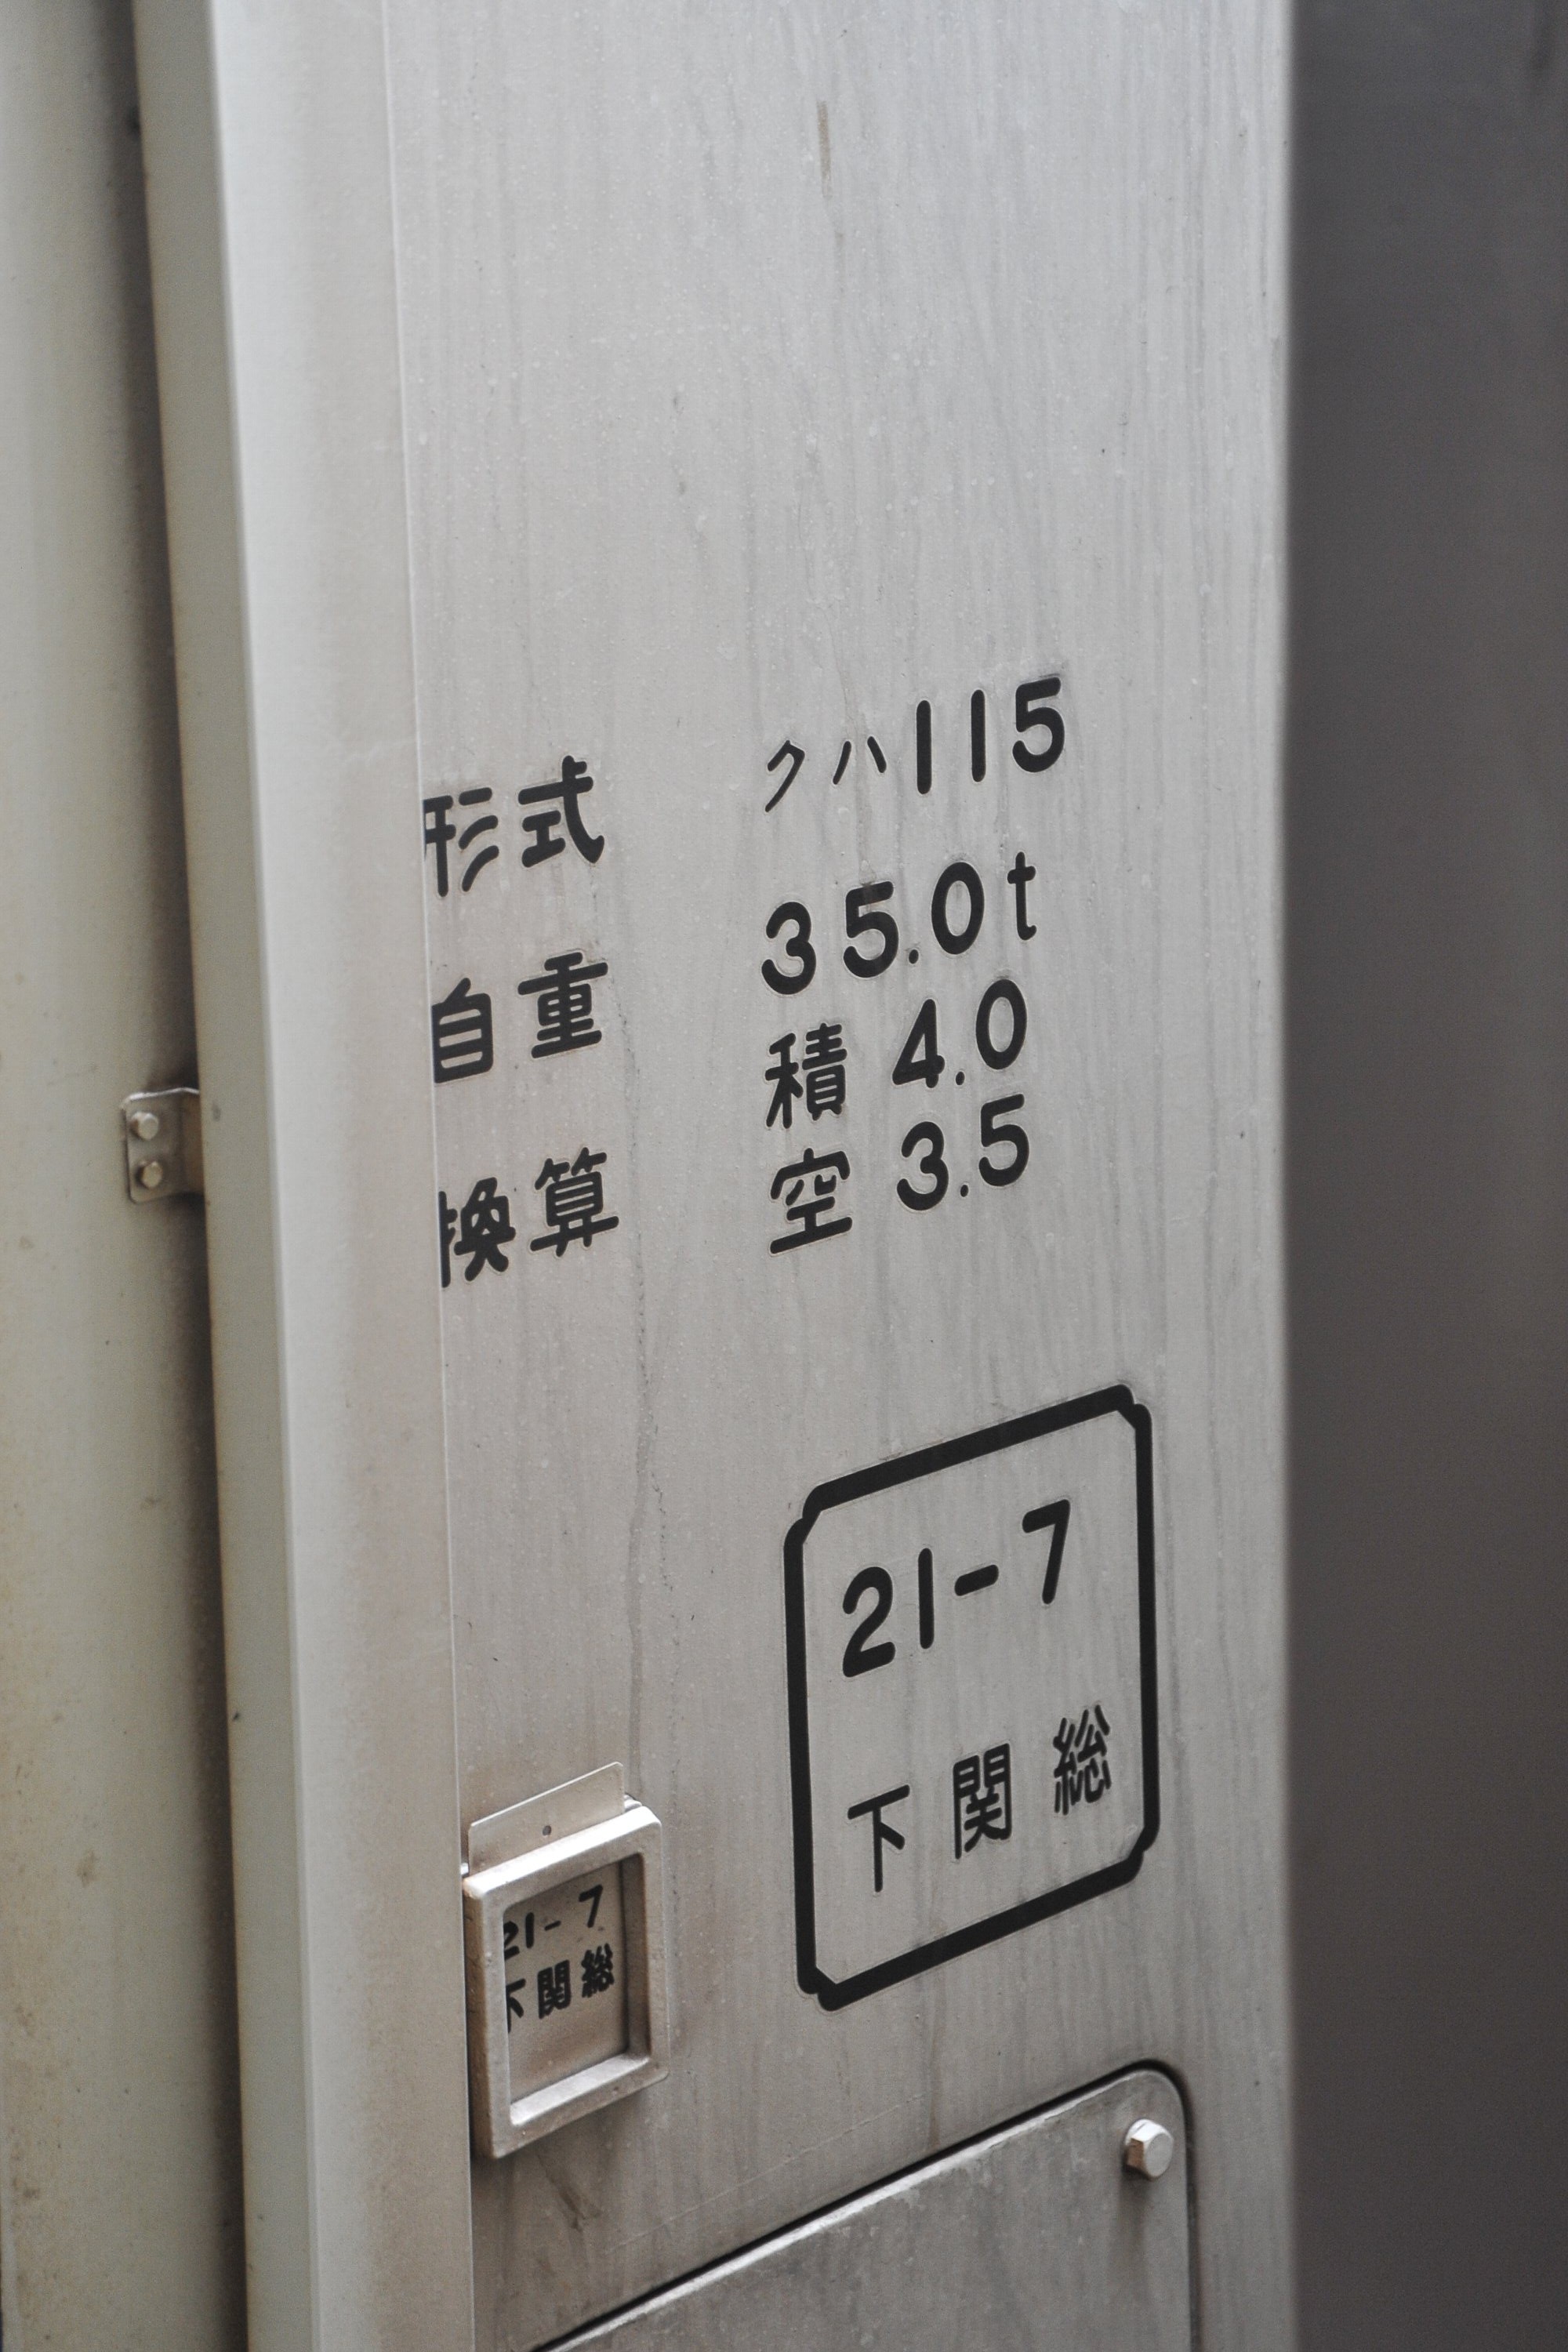 形式 クハ115
自重 35.0t
換算 積 4.0
空 3.5
21-7
下関総
21-7
下関総